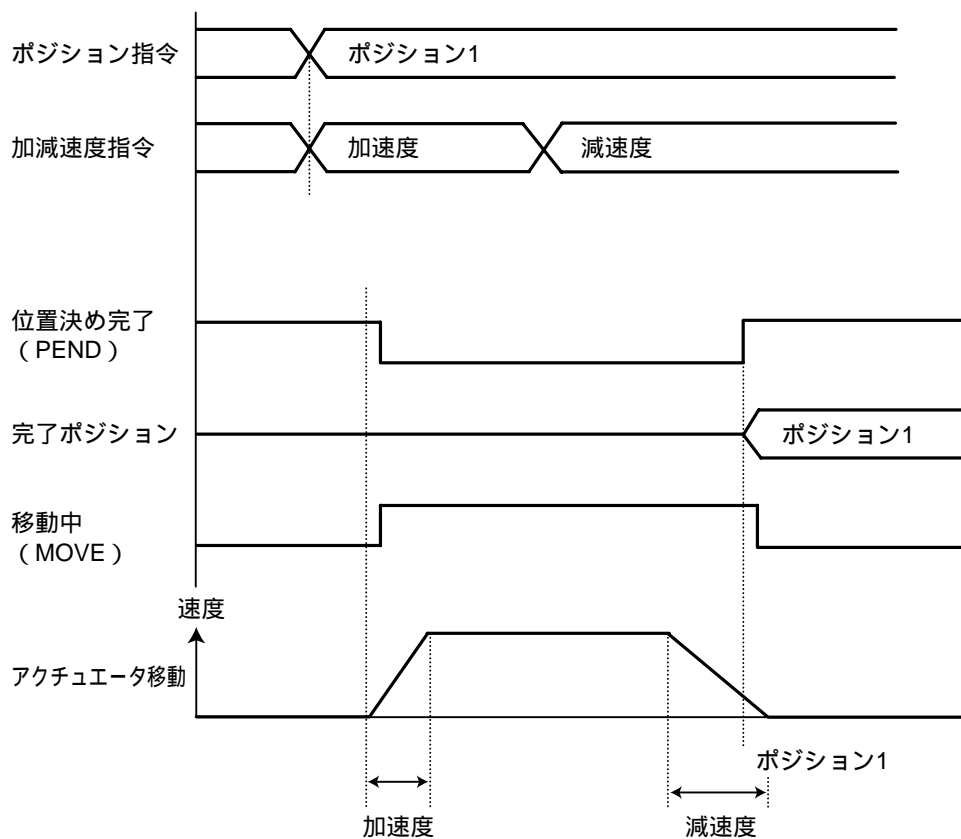 ポジション指令
ポジション1
加減速度指令
加速度
減速度
位置決め完了
（PEND）
完了ポジション
ポジション1
移動中
（MOVE）
速度
アクチュエータ移動
ポジション1
加速度
減速度